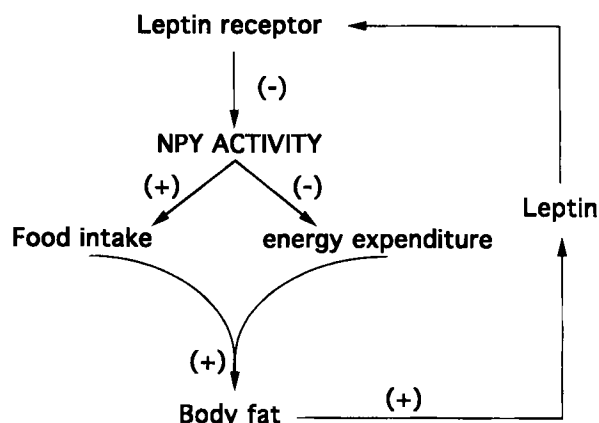 Leptin receptor
(-)
NPY ACTIVITY
(+) (-)
Food intake energy expenditure Leptin
(+)
Body fat (+)